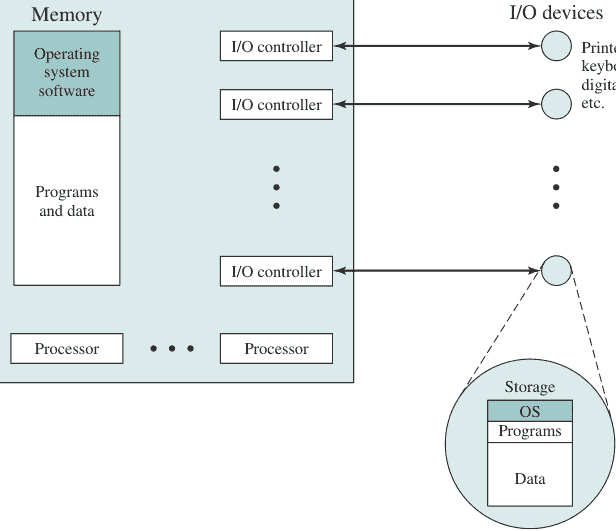 Memory
I/O devices
Operating
system
software
I/O controller
I/O controller
etc.
Programs
and data
I/O controller
Processor
Processor
Storage
OS
Programs
Data